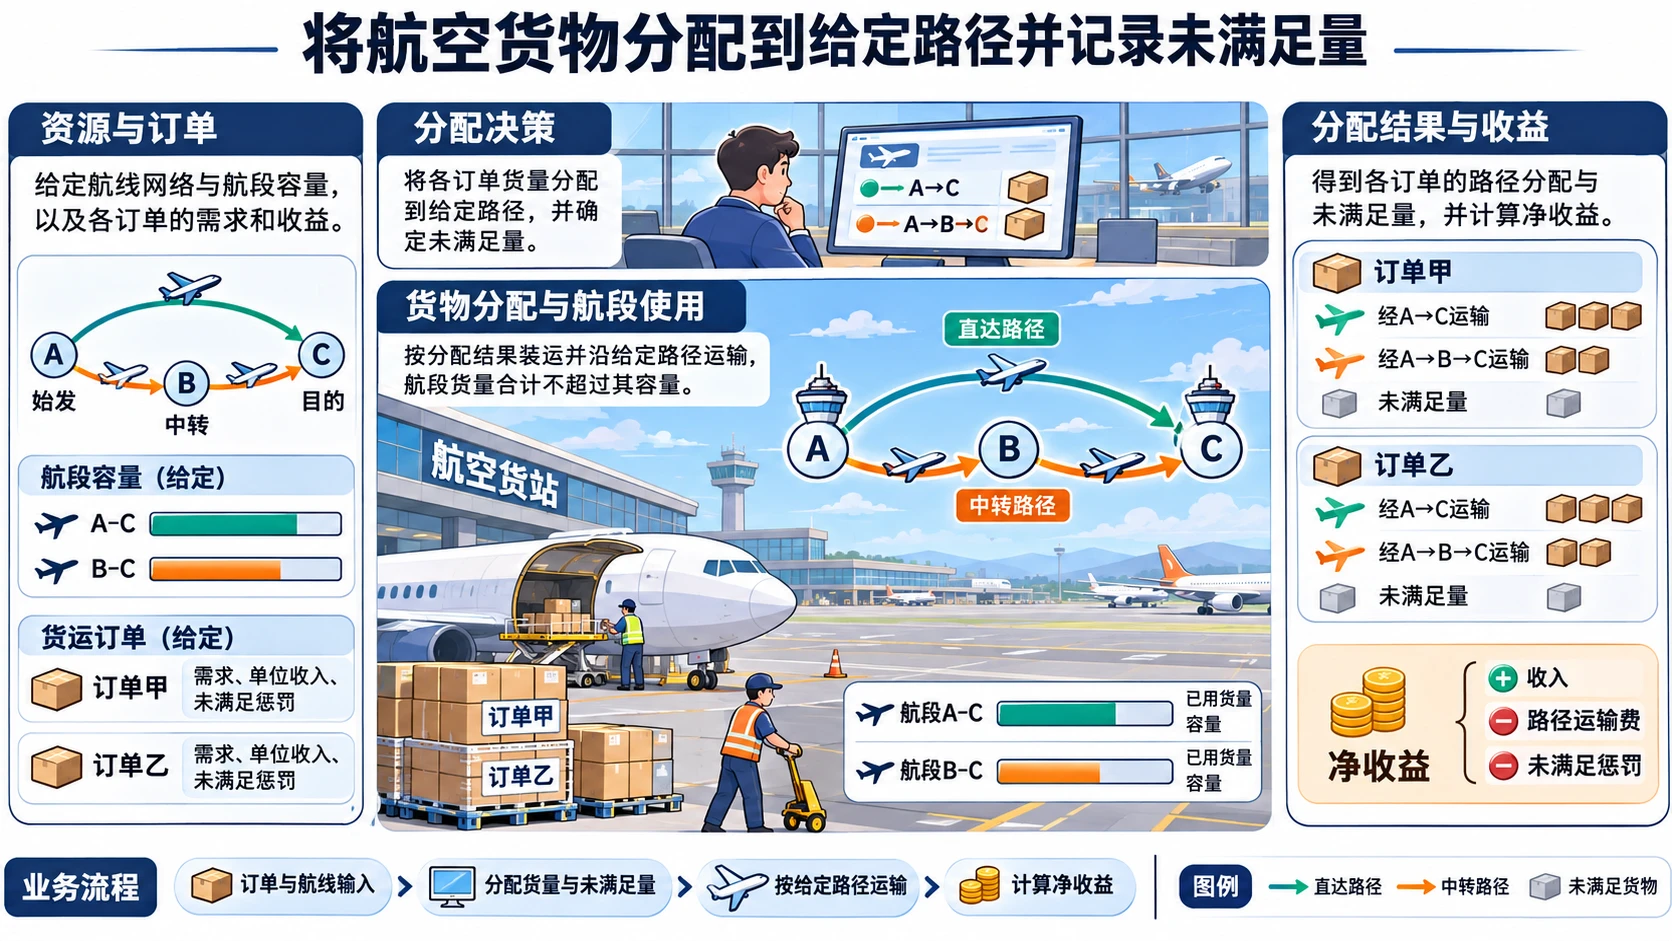 将航空货物分配到给定路径并记录未满足量
资源与订单
给定航线网络与航段容量，
以及各订单的需求和收益。
A
B
C
始发
中转
目的
航段容量（给定）
A-C
B-C
货运订单（给定）
订单甲
需求、单位收入、
未满足惩罚
订单乙
需求、单位收入、
未满足惩罚
分配决策
将各订单货量分配
到给定路径，并确
定未满足量。
A→C
A→B→C
货物分配与航段使用
按分配结果装运并沿给定路径运输，
航段货量合计不超过其容量。
直达路径
A
B
C
中转路径
航空货站
订单甲
订单乙
航段A-C
已用货量
容量
航段B-C
已用货量
容量
分配结果与收益
得到各订单的路径分配与
未满足量，并计算净收益。
订单甲
经A→C运输
经A→B→C运输
未满足量
订单乙
经A→C运输
经A→B→C运输
未满足量
净收益
收入
路径运输费
未满足惩罚
业务流程
订单与航线输入
分配货量与未满足量
按给定路径运输
计算净收益
图例
直达路径
中转路径
未满足货物